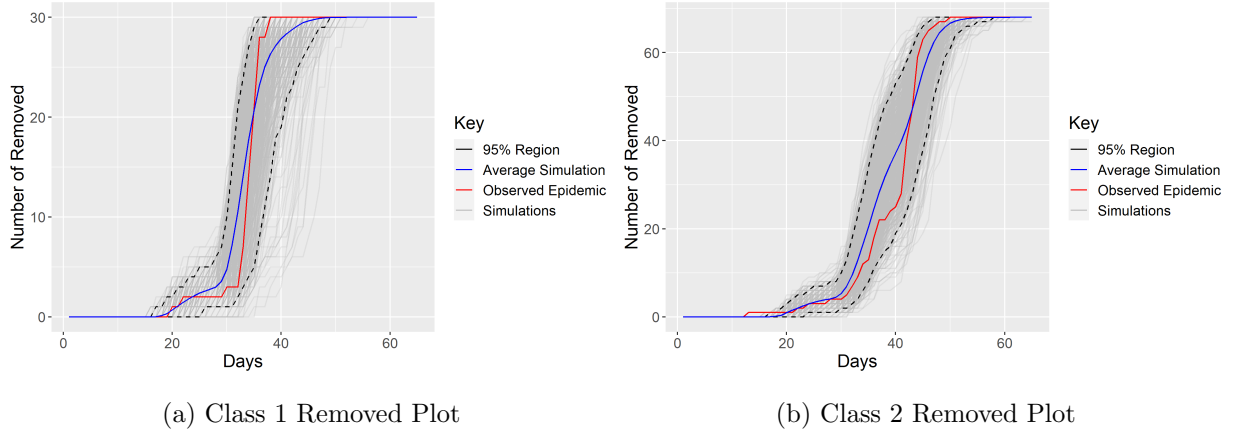 30
20
10
0
Number of Removed
0 20 40 60
Days
Key
95% Region
Average Simulation
Observed Epidemic
Simulations
(a) Class 1 Removed Plot
60
40
20
0
Number of Removed
0 20 40 60
Days
Key
95% Region
Average Simulation
Observed Epidemic
Simulations
(b) Class 2 Removed Plot